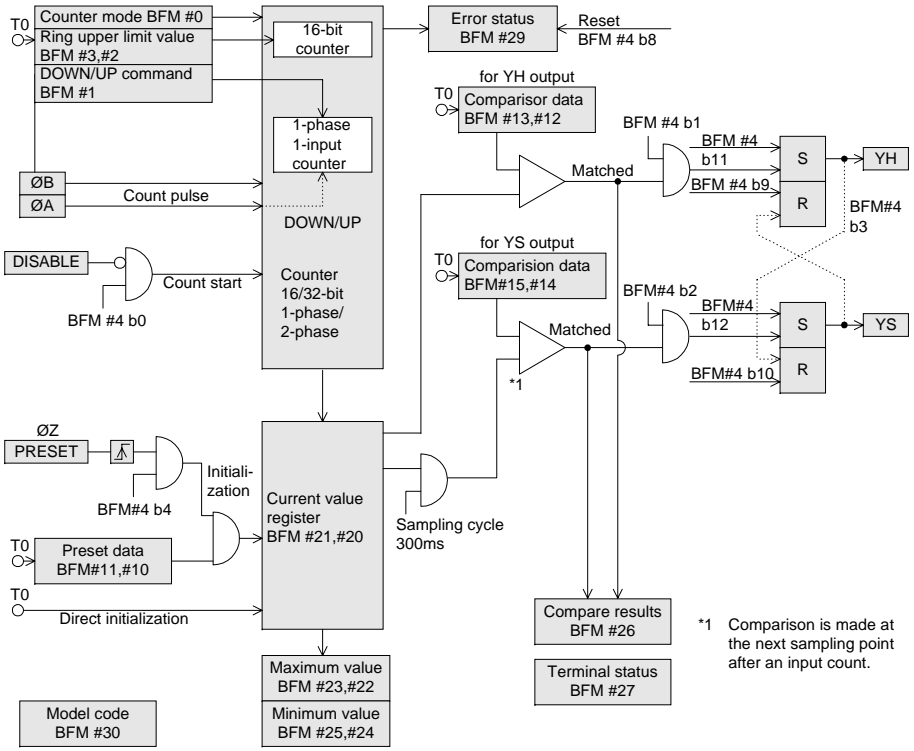 T0
Counter mode BFM #0
Ring upper limit value
BFM #3,#2
DOWN/UP command
BFM #1
16-bit
counter
Error status
BFM #29
Reset
BFM #4 b8
for YH output
T0
Comparisor data
BFM #13,#12
1-phase
1-input
counter
BFM #4 b1
BFM #4
b11
BFM #4 b9
S
R
YH
Matched
ØB
ØA
Count pulse
DOWN/UP
BFM#4
b3
for YS output
T0
Comparision data
BFM#15,#14
DISABLE
Count start
BFM #4 b0
Counter
16/32-bit
1-phase/
2-phase
BFM#4 b2
BFM#4
b12
BFM#4 b10
S
R
YS
Matched
*1
ØZ
PRESET
BFM#4 b4
Initiali-
zation
Current value
register
BFM #21,#20
Sampling cycle
300ms
T0
Preset data
BFM#11,#10
T0
Direct initialization
Compare results
BFM #26
*1 Comparison is made at
the next sampling point
after an input count.
Maximum value
BFM #23,#22
Terminal status
BFM #27
Model code
BFM #30
Minimum value
BFM #25,#24